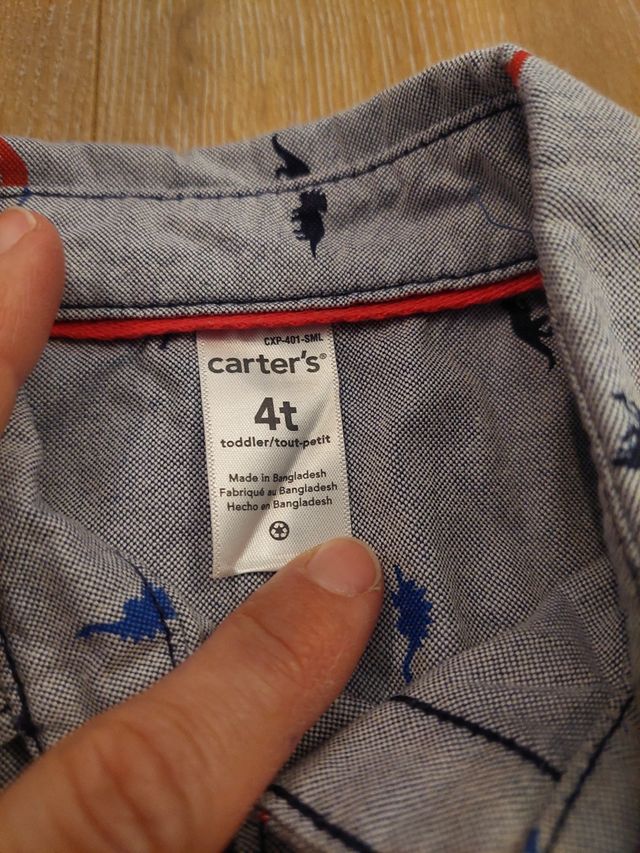 CXP-401-SML
carter's®
4t
toddler/tout-petit
Made in Bangladesh
Fabriqué au Bangladesh
Hecho en Bangladesh